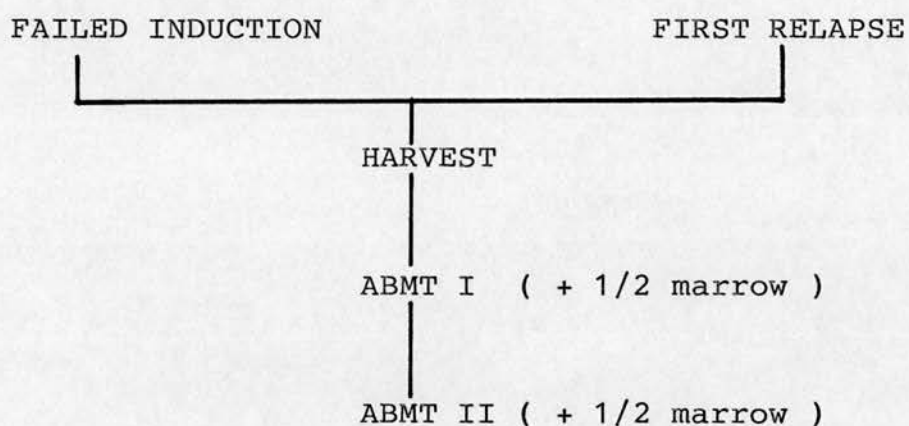 FAILED INDUCTION FIRST RELAPSE
HARVEST
ABMT I ( + 1/2 marrow )
ABMT II ( + 1/2 marrow )